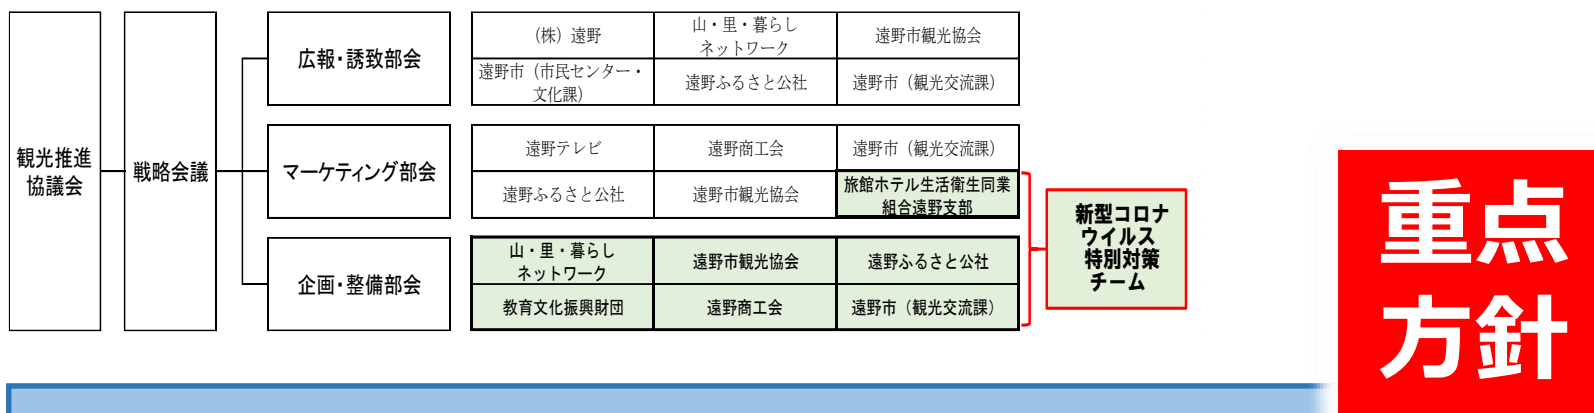 観光推進
協議会
戦略会議
広報・誘致部会
（株）遠野
山・里・暮らし
ネットワーク
遠野市観光協会
遠野市（市民センター・
文化課）
遠野ふるさと公社
遠野市（観光交流課）
マーケティング部会
遠野テレビ
遠野商工会
遠野市（観光交流課）
遠野ふるさと公社
遠野市観光協会
旅館ホテル生活衛生同業
組合遠野支部
企画・整備部会
山・里・暮らし
ネットワーク
遠野市観光協会
遠野ふるさと公社
教育文化振興財団
遠野商工会
遠野市（観光交流課）
新型コロナ
ウイルス
特別対策
チーム
重点
方針